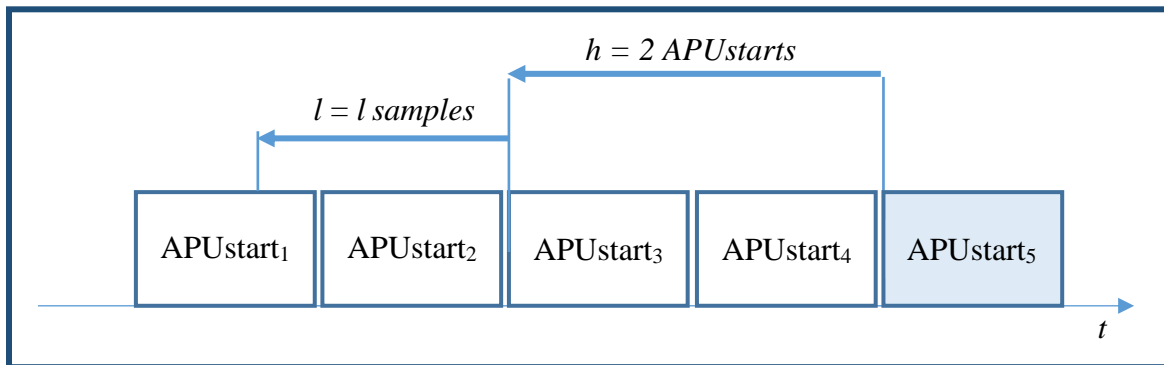 h = 2 APUstarts
l = l samples
APUstart₁ APUstart₂ APUstart₃ APUstart₄ APUstart₅
t